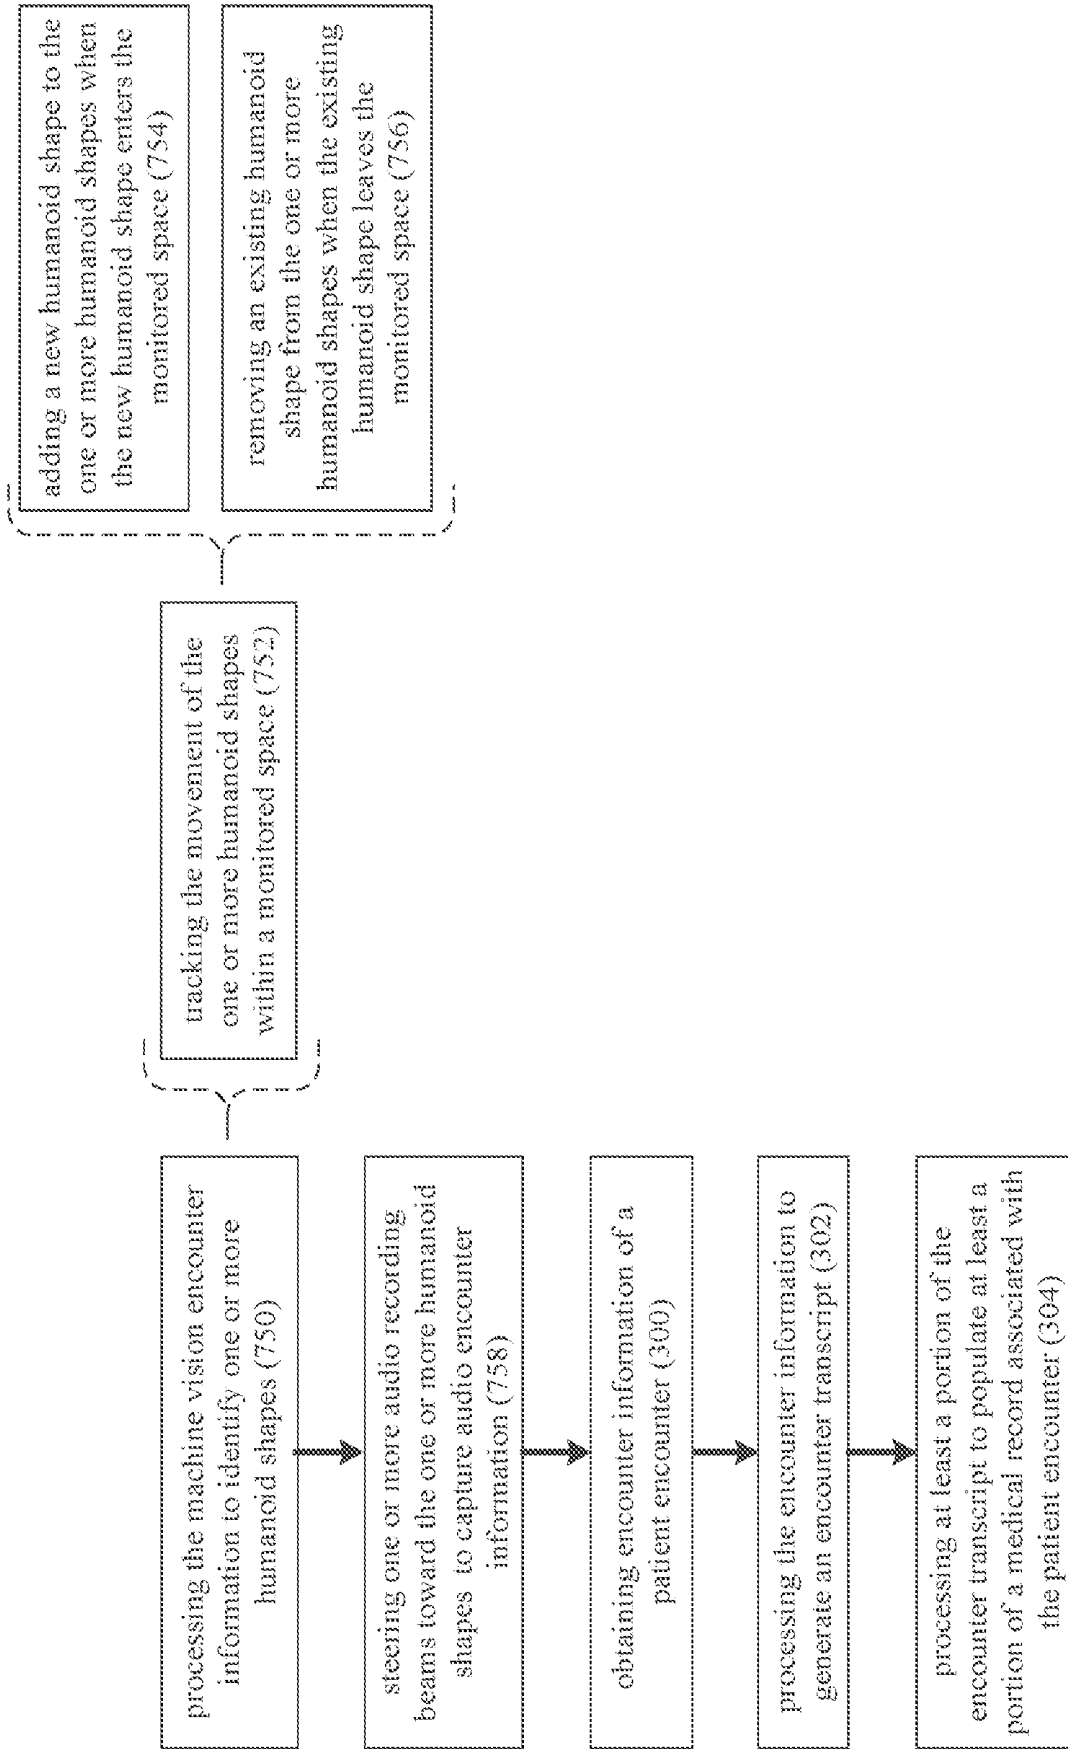 processing the machine vision encounter
information to identify one or more
humanoid shapes (750)
tracking the movement of the
one or more humanoid shapes
within a monitored space (752)
adding a new humanoid shape to the
one or more humanoid shapes when
the new humanoid shape enters the
monitored space (754)
removing an existing humanoid
shape from the one or more
humanoid shapes when the existing
humanoid shape leaves the
monitored space (756)
steering one or more audio recording
beams toward the one or more humanoid
shapes to capture audio encounter
information (758)
obtaining encounter information of a
patient encounter (300)
processing the encounter information to
generate an encounter transcript (302)
processing at least a portion of the
encounter transcript to populate at least a
portion of a medical record associated with
the patient encounter (304)